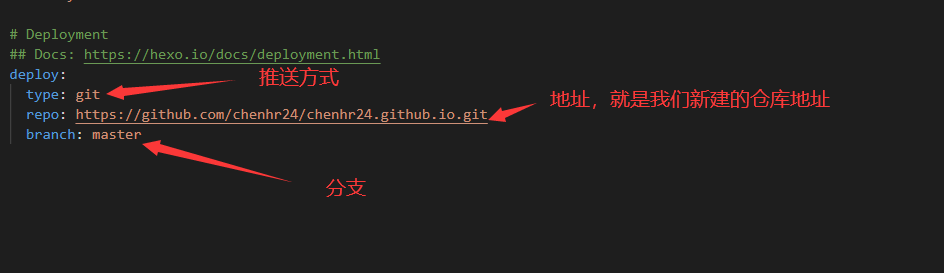 # Deployment
## Docs: https://hexo.io/docs/deployment.html
deploy:
推送方式
type: git
地址，就是我们新建的仓库地址
repo: https://github.com/chenhr24/chenhr24.github.io.git
branch: master
分支